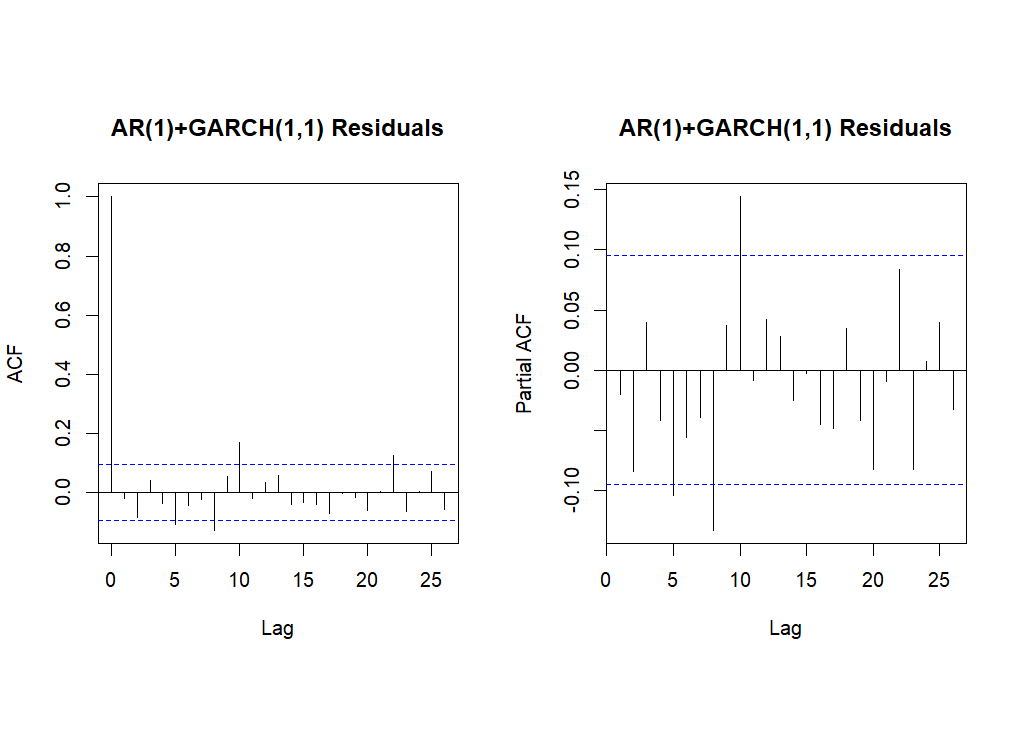 AR(1)+GARCH(1,1) Residuals
ACF
1.0
0.8
0.6
0.4
0.2
0.0
0 5 10 15 20 25
Lag
AR(1)+GARCH(1,1) Residuals
Partial ACF
0.15
0.10
0.05
0.00
-0.10
0 5 10 15 20 25
Lag